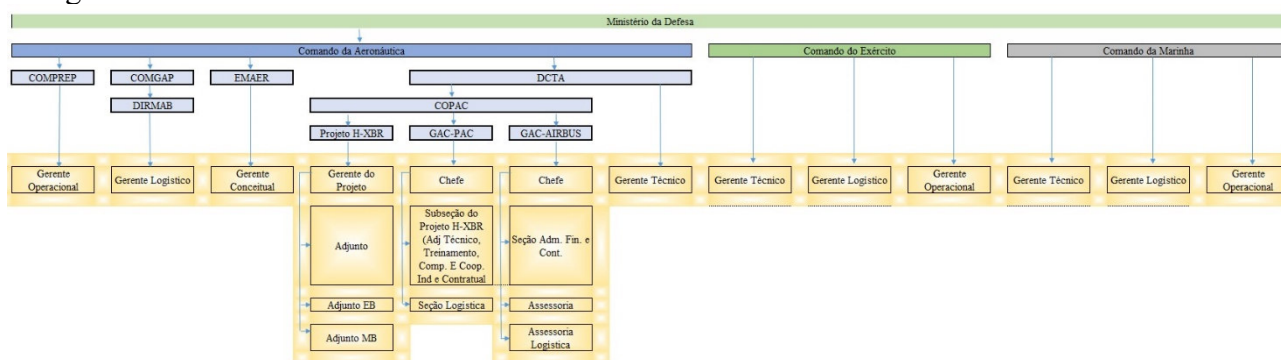 Ministério da Defesa
Comando da Aeronáutica
Comando do Exército
Comando da Marinha
COMPREP
COMGAP
EMAER
DCTA
DIRMAB
COPAC
Projeto H-XBR
GAC-PAC
GAC-AIRBUS
Gerente
Operacional
Gerente Logístico
Gerente
Conceitual
Gerente do
Projeto
Chefe
Chefe
Gerente Técnico
Gerente Técnico
Gerente Logístico
Gerente
Operacional
Gerente Técnico
Gerente Logístico
Gerente
Operacional
Adjunto
Subseção do
Projeto H-XBR
(Adj Técnico,
Treinamento,
Comp. E Coop.
Ind e Contratual
Seção Adm. Fin. e
Cont.
Adjunto EB
Seção Logística
Assessoria
Adjunto MB
Assessoria
Logística